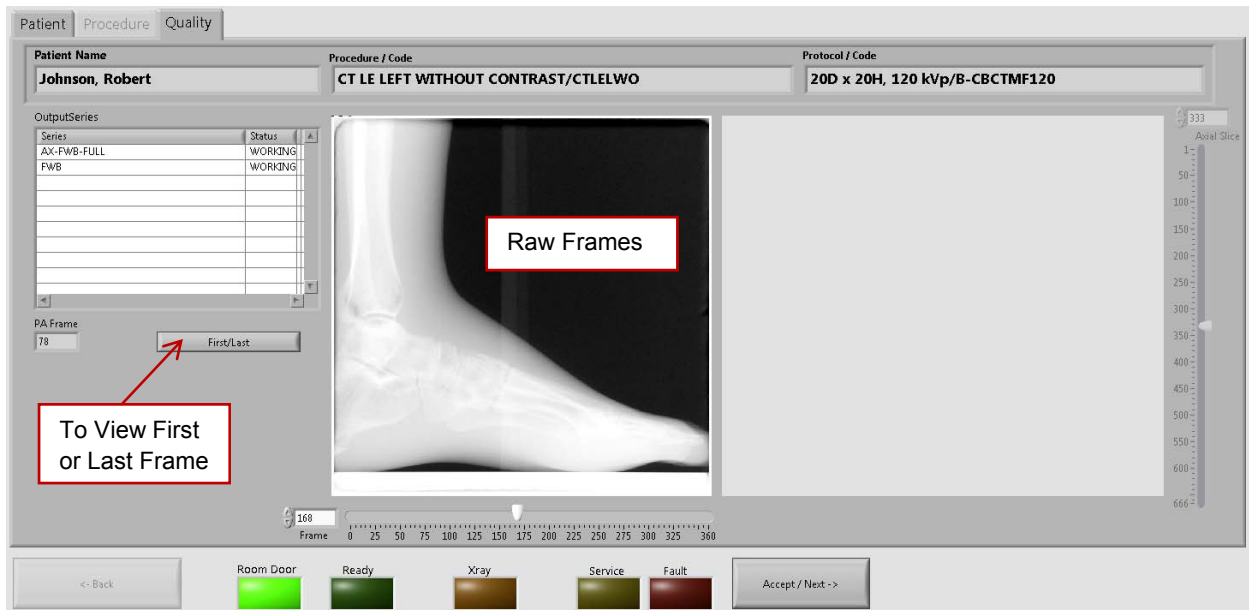 Patient Procedure Quality
Patient Name
Johnson, Robert
Procedure / Code
CT LE LEFT WITHOUT CONTRAST/CTLELWO
Protocol / Code
20D x 20H, 120 kVp/B-CBCTMF120
OutputSeries
Series Status
AX-FWB-FULL WORKING
FWB WORKING
PA Frame
78
First/Last
To View First
or Last Frame
Raw Frames
333
Axial Slice
1
50
100
150
200
250
300
350
400
450
500
550
600
666
168
Frame 0 25 50 75 100 125 150 175 200 225 250 275 300 325 360
<- Back
Room Door
Ready
Xray
Service
Fault
Accept / Next ->